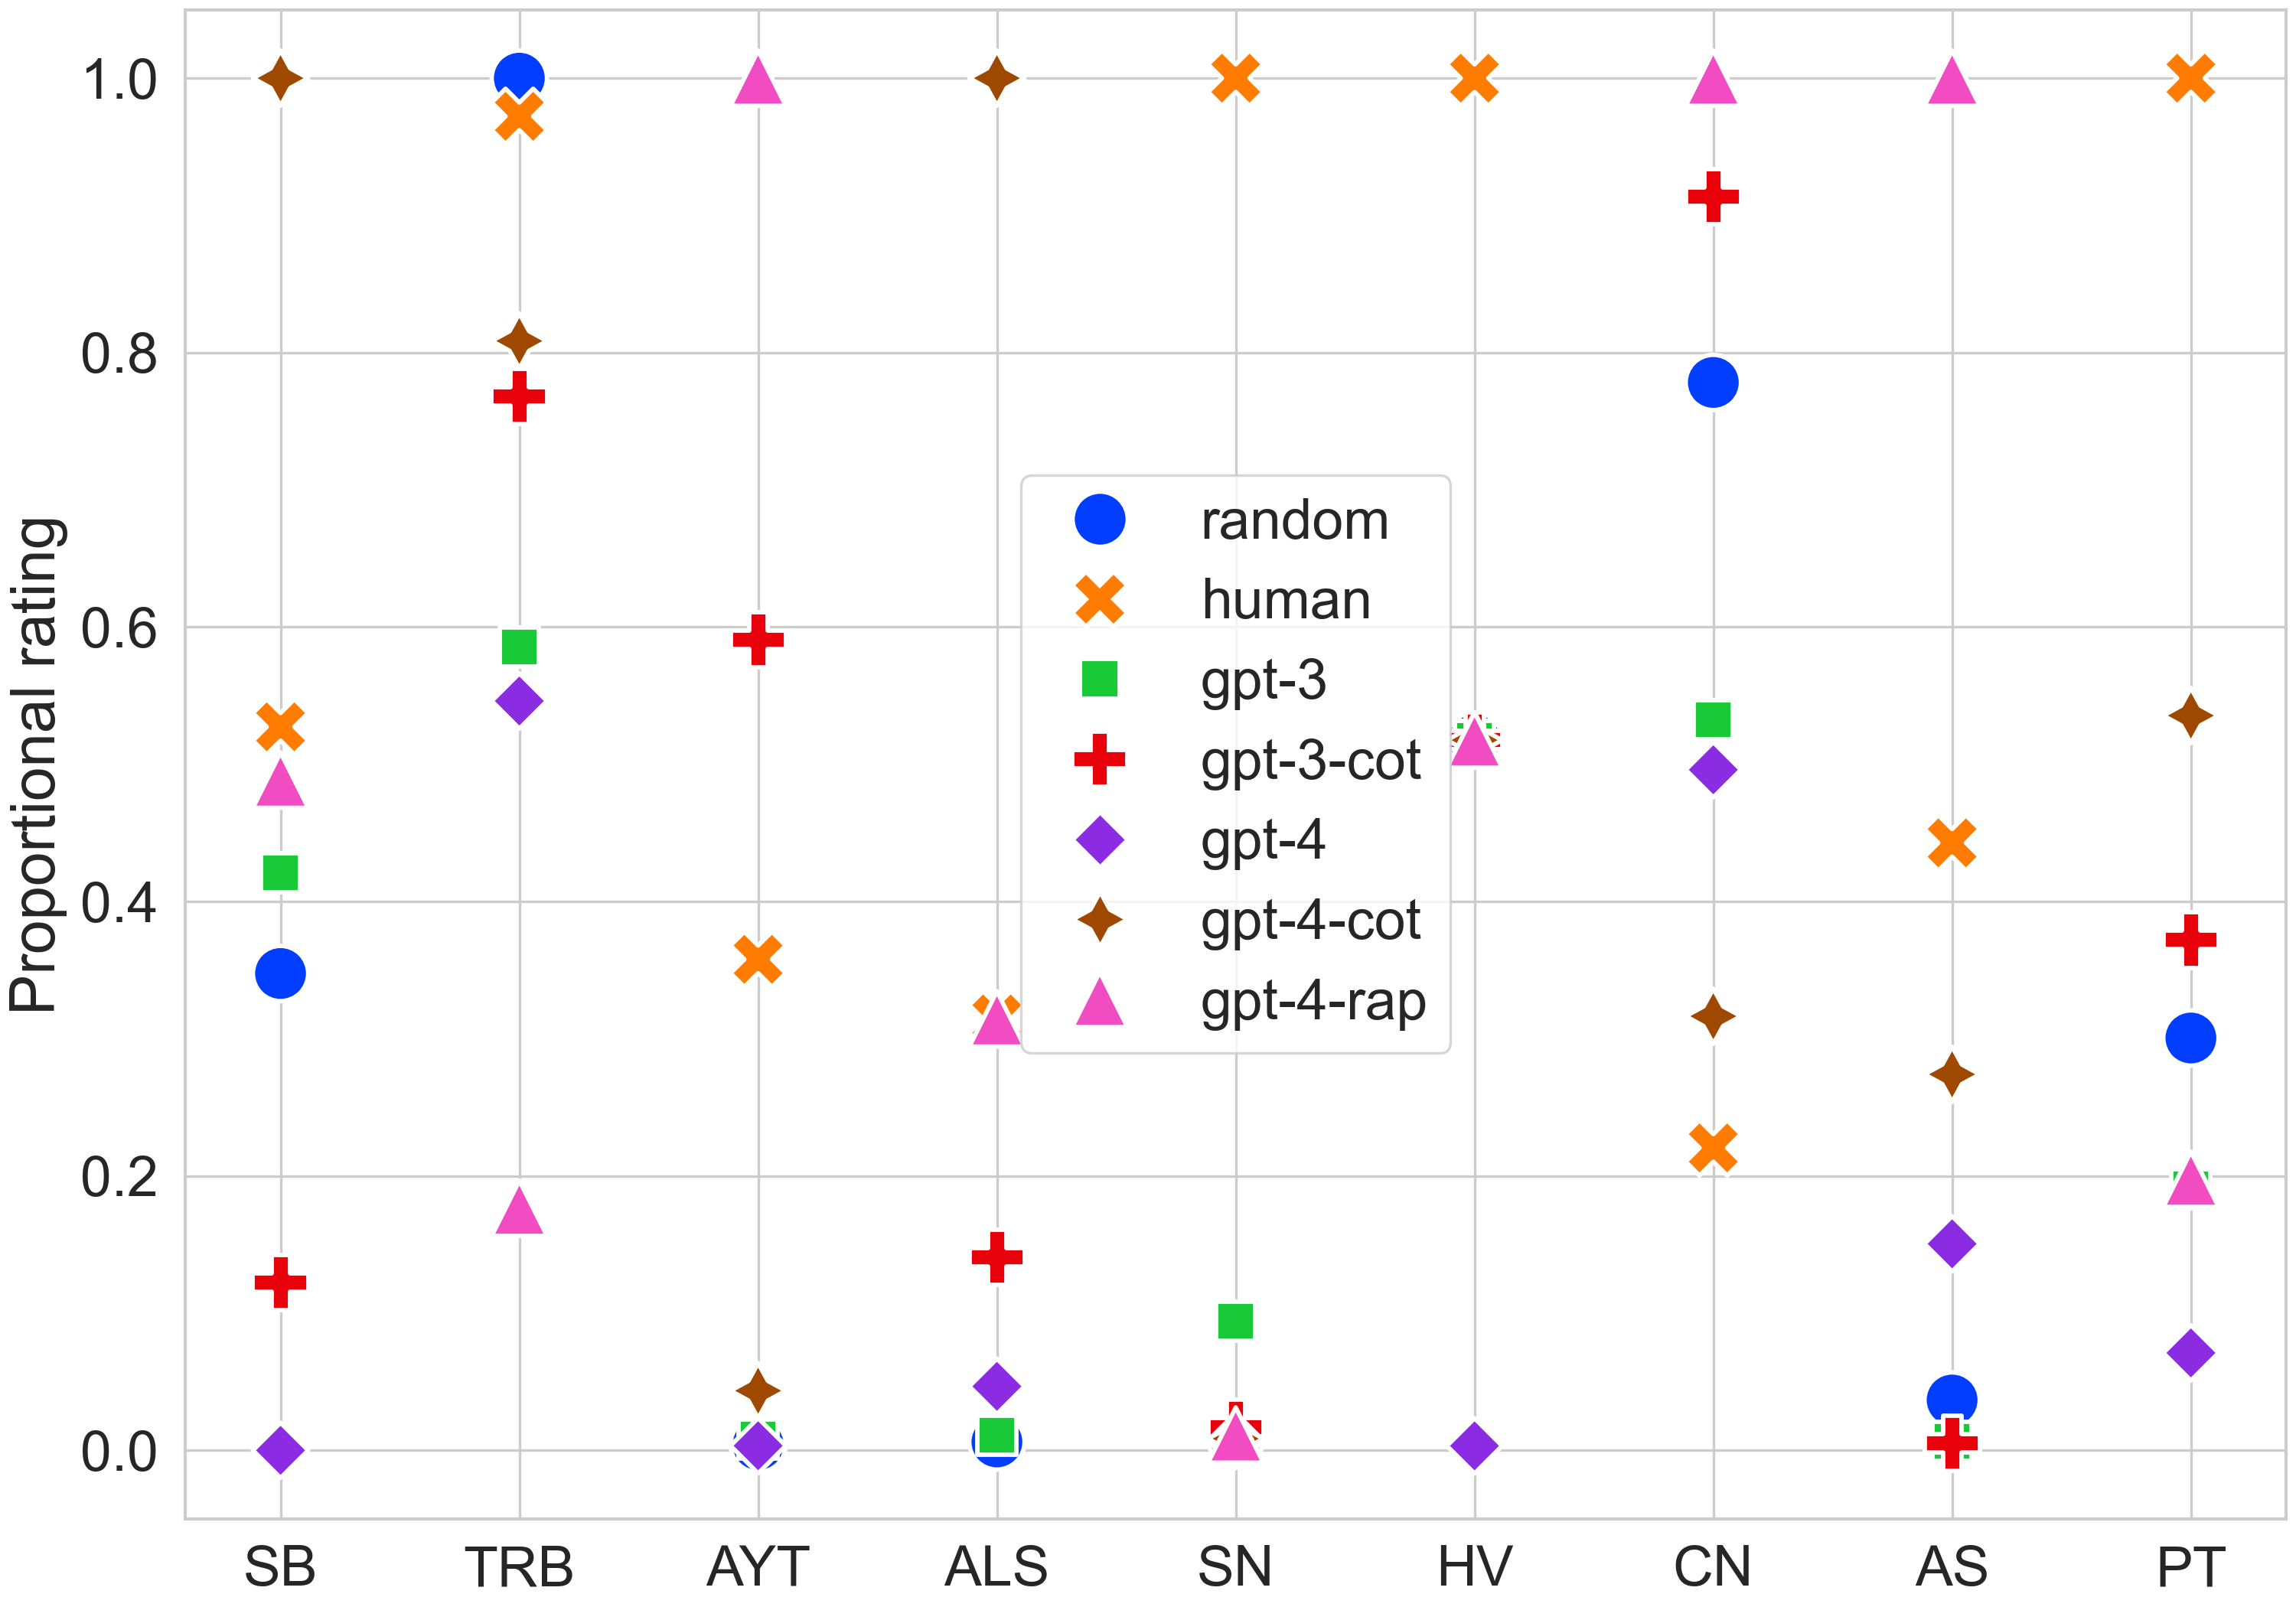 Proportional rating
1.0
0.8
0.6
0.4
0.2
0.0
random
human
gpt-3
gpt-3-cot
gpt-4
gpt-4-cot
gpt-4-rap
SB TRB AYT ALS SN HV CN AS PT